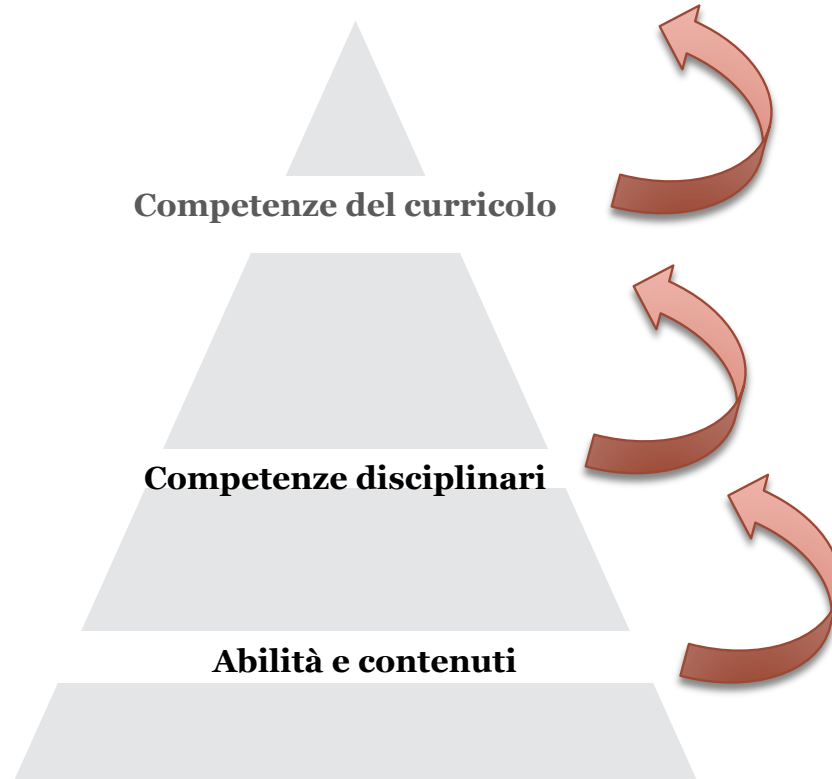 Competenze del curricolo
Competenze disciplinari
Abilità e contenuti